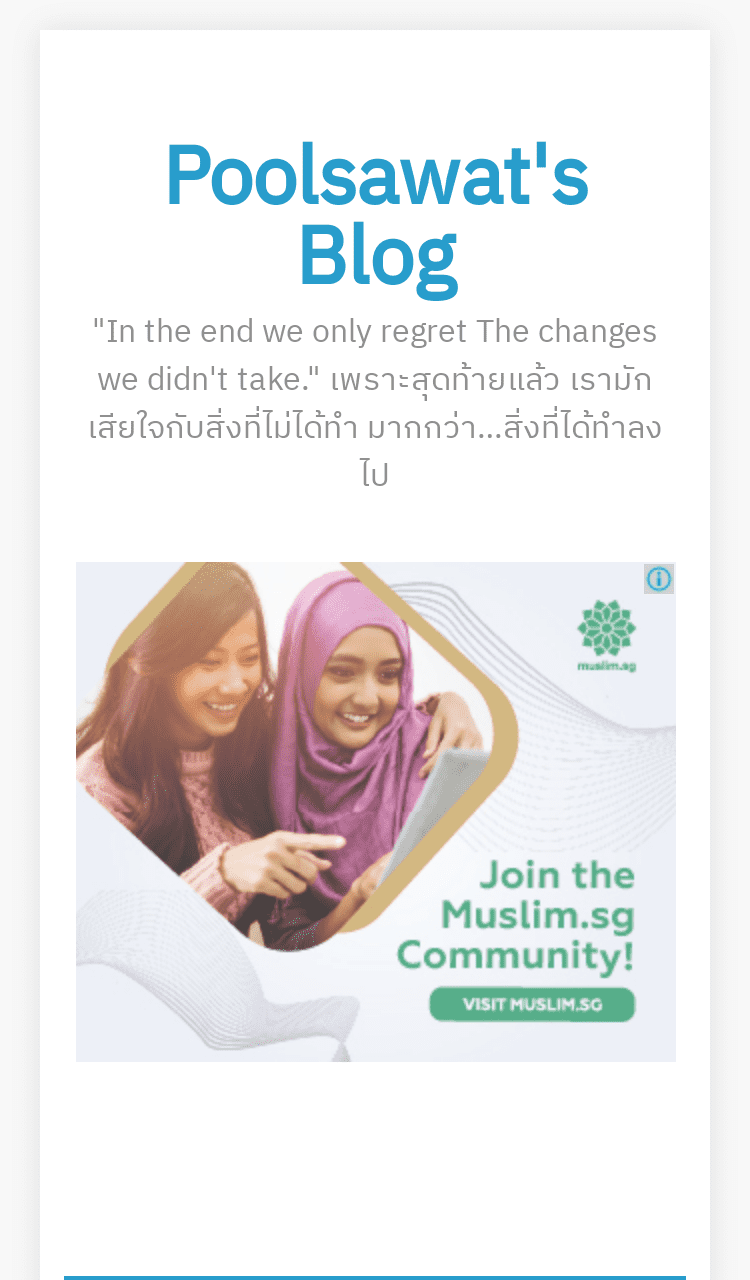 Poolsawat's
Blog
"In the end we only regret The changes
we didn't take." เพราะสุดท้ายแล้ว เรามัก
เสียใจกับสิ่งที่ไม่ได้ทำ มากกว่า...สิ่งที่ได้ทำลง
ไป
muslim.sg
Join the
Muslim.sg
Community!
VISIT MUSLIM.SG